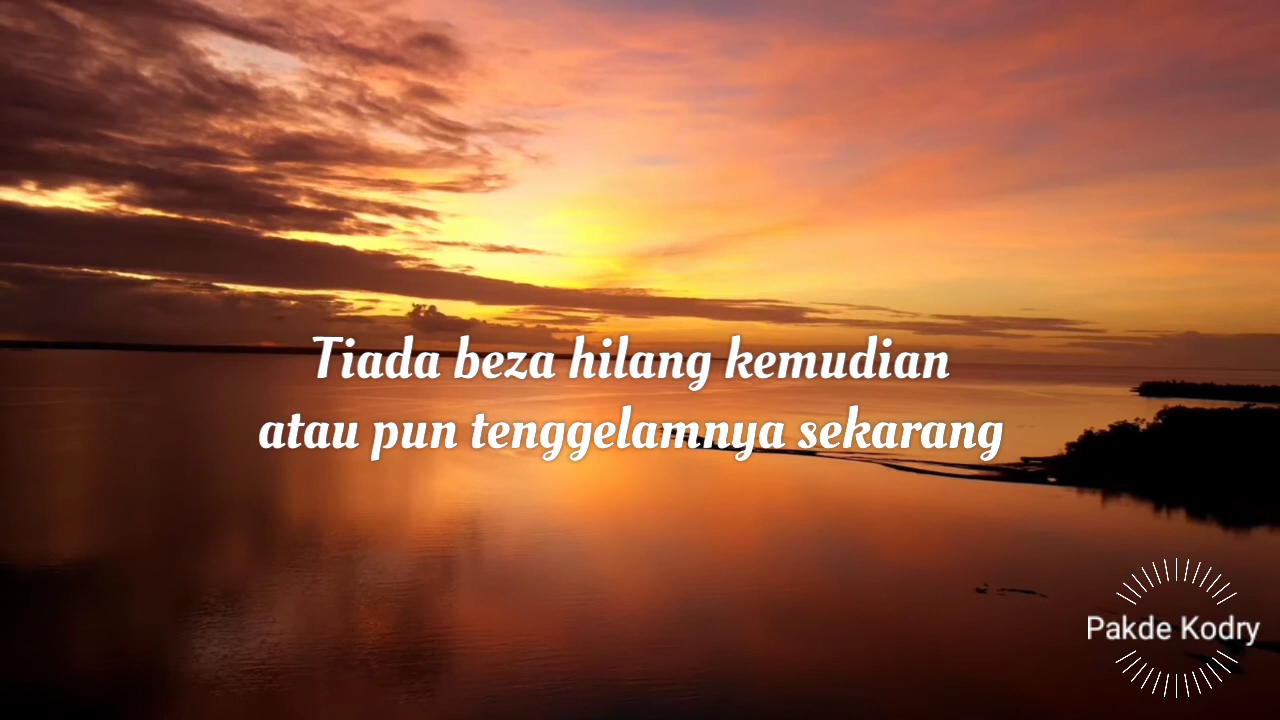 Tiada beza hilang kemudian
atau pun tenggelamnya sekarang
Pakde Kodry